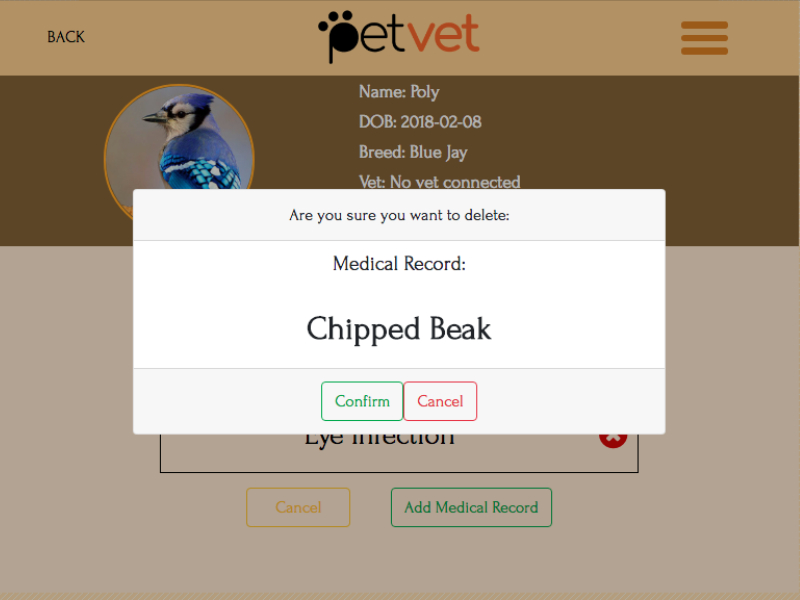 BACK
petvet
Name: Poly
DOB: 2018-02-08
Breed: Blue Jay
Vet: No vet connected
Are you sure you want to delete:
Medical Record:
Chipped Beak
Confirm Cancel
Eye Infection
Cancel Add Medical Record